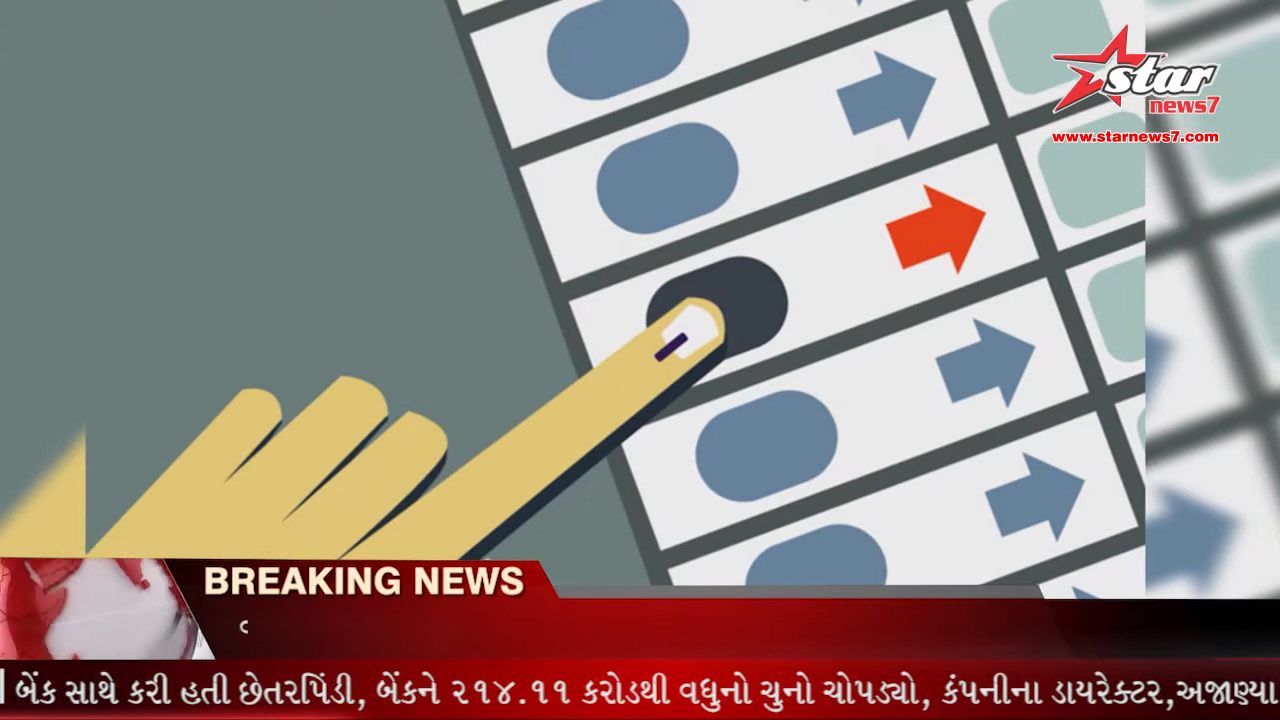 star
news7
www.starnews7.com
BREAKING NEWS
બેંક સાથે કરી હતી છેતરપિંડી, બેંકને ૨૧૪.૧૧ કરોડથી વધુનો ચુનો ચોપડ્યો, કંપનીના ડાયરેક્ટર,અજાણ્યા